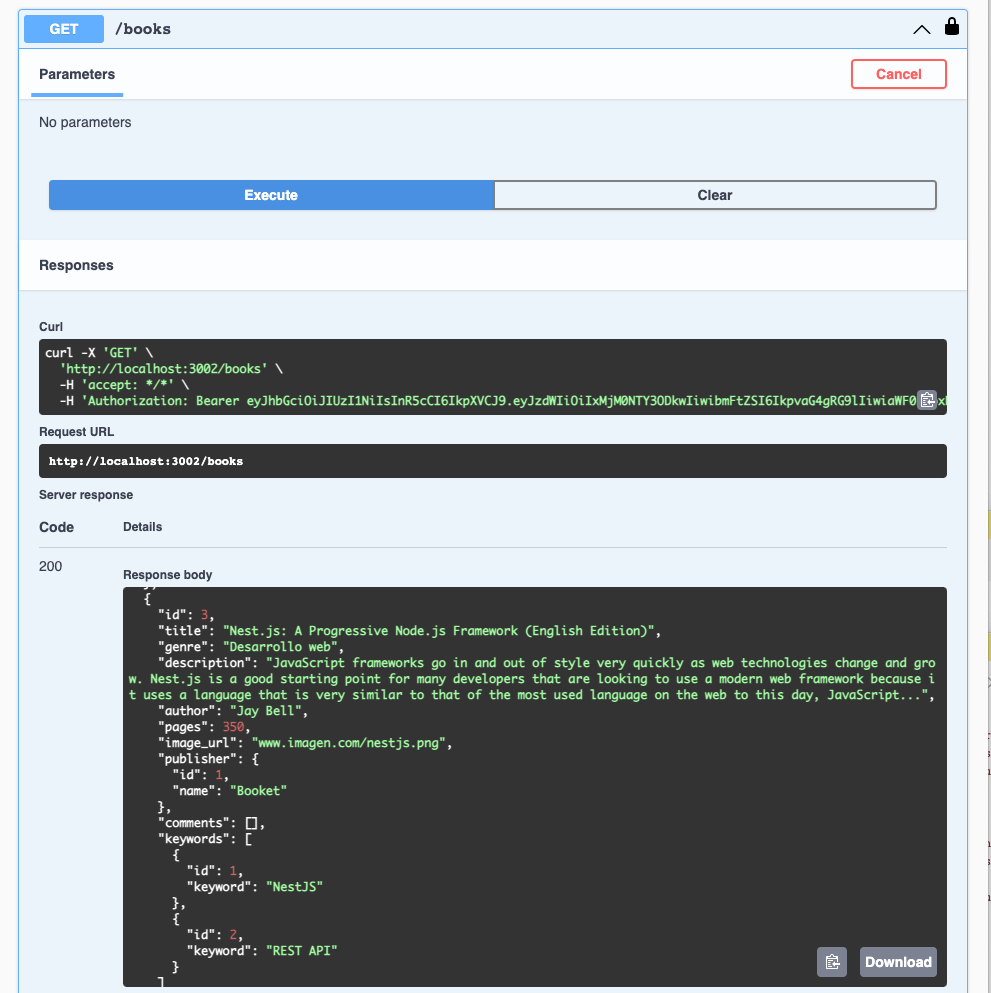 GET /books
Parameters
Cancel
No parameters
Execute
Clear
Responses
Curl
curl -X 'GET' \
'http://localhost:3002/books' \
-H 'accept: */*' \
-H 'Authorization: Bearer eyJhbGciOiJIUzI1NiIsInR5cCI6IkpXVCJ9.eyJzdWIiOiIxMjM0NTY3ODkwIiwibmFtZSI6IkpvaG4gRG9lIiwiaWF0
Request URL
http://localhost:3002/books
Server response
Code Details
200
Response body
{
"id": 3,
"title": "Nest.js: A Progressive Node.js Framework (English Edition)",
"genre": "Desarrollo web",
"description": "JavaScript frameworks go in and out of style very quickly as web technologies change and gro
w. Nest.js is a good starting point for many developers that are looking to use a modern web framework because i
t uses a language that is very similar to that of the most used language on the web to this day, JavaScript...",
"author": "Jay Bell",
"pages": 350,
"image_url": "www.imagen.com/nestjs.png",
"publisher": {
"id": 1,
"name": "Booket"
},
"comments": [],
"keywords": [
{
"id": 1,
"keyword": "NestJS"
},
{
"id": 2,
"keyword": "REST API"
}
]
Download